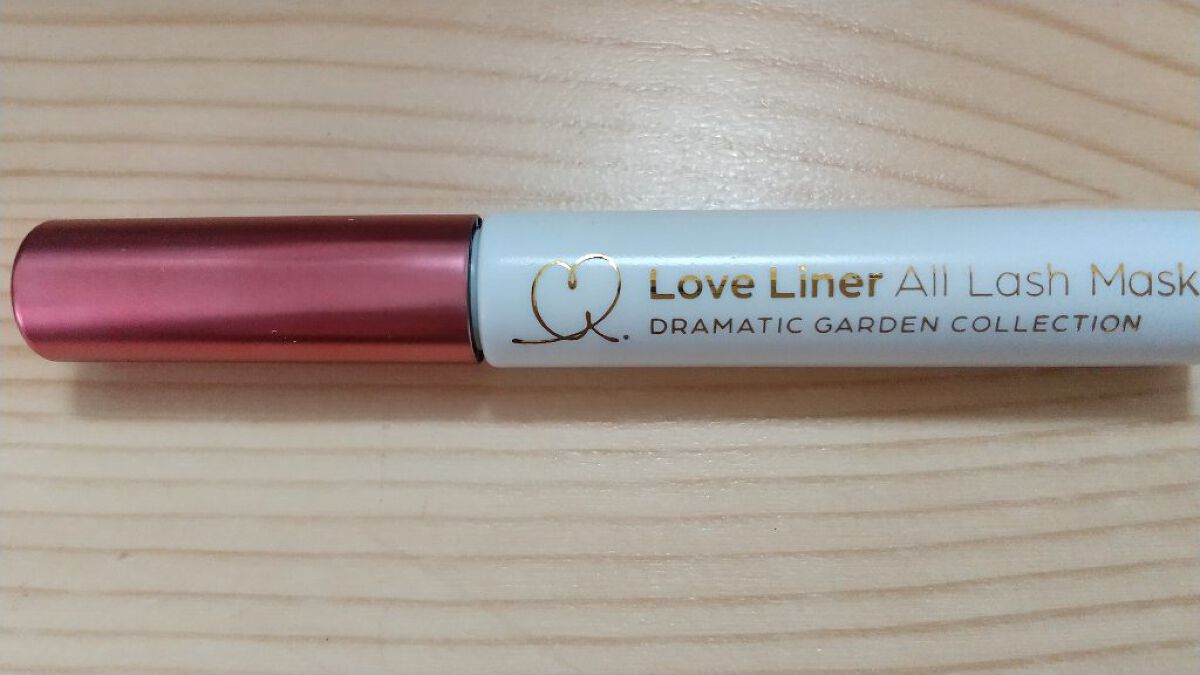 Love Liner All Lash Mask
DRAMATIC GARDEN COLLECTION